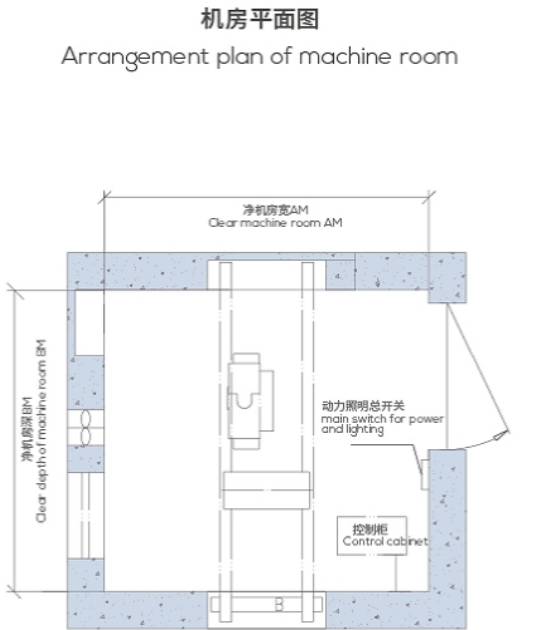 机房平面图
Arrangement plan of machine room
净机房宽AM
Clear machine room AM
净机房深BM
Clear depth of machine room BM
动力照明总开关
main switch for power
and lighting
控制柜
Control cabinet